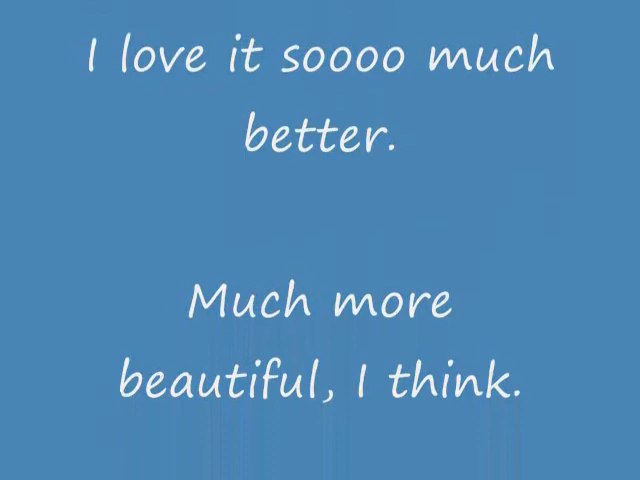 I love it soooo much
better.
Much more
beautiful, I think.